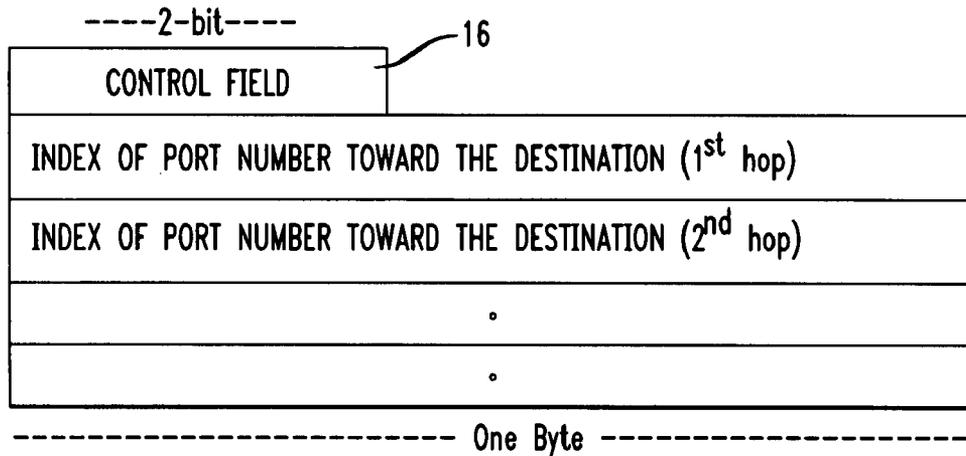 ----2-bit----
16
CONTROL FIELD
INDEX OF PORT NUMBER TOWARD THE DESTINATION (1st hop)
INDEX OF PORT NUMBER TOWARD THE DESTINATION (2nd hop)
°
°
----------------------- One Byte -------------------